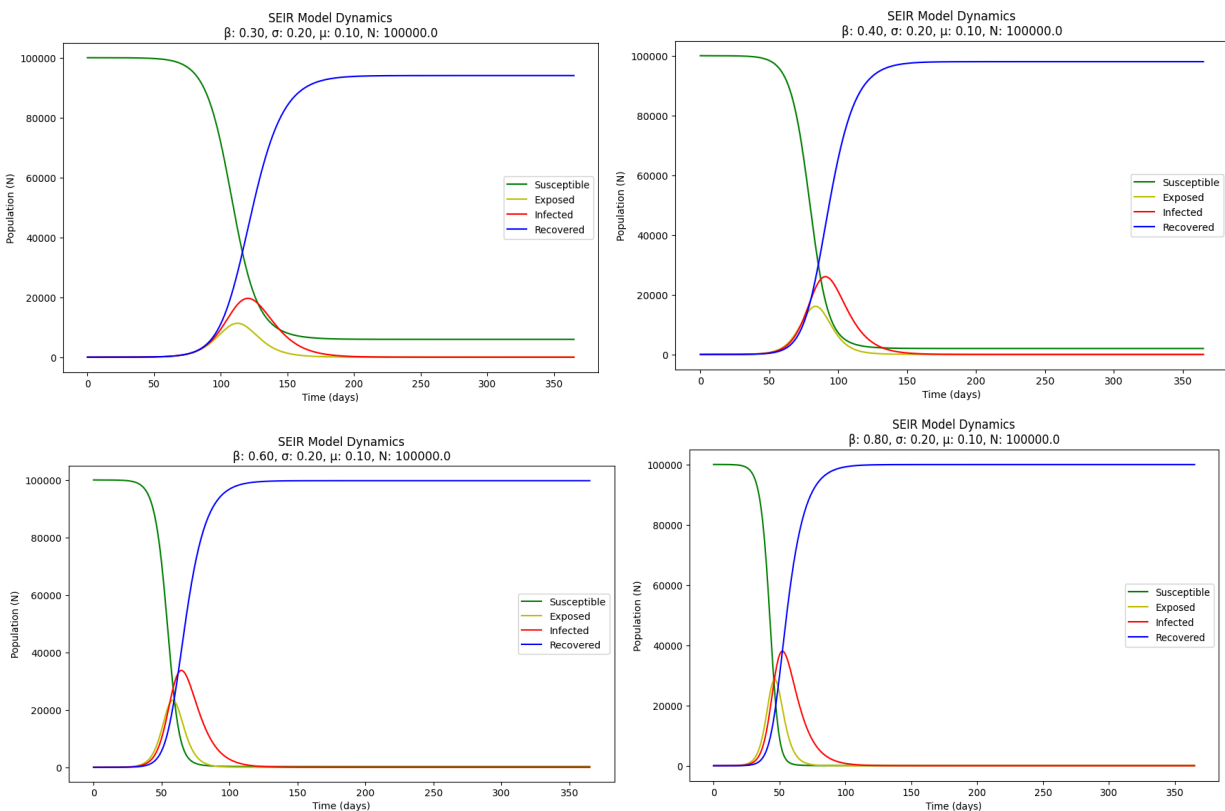 SEIR Model Dynamics
β: 0.30, σ: 0.20, μ: 0.10, N: 100000.0
100000
80000
60000
40000
20000
0
Population (N)
Susceptible
Exposed
Infected
Recovered
0 50 100 150 200 250 300 350
Time (days)
SEIR Model Dynamics
β: 0.40, σ: 0.20, μ: 0.10, N: 100000.0
100000
80000
60000
40000
20000
0
Population (N)
Susceptible
Exposed
Infected
Recovered
0 50 100 150 200 250 300 350
Time (days)
SEIR Model Dynamics
β: 0.60, σ: 0.20, μ: 0.10, N: 100000.0
100000
80000
60000
40000
20000
0
Population (N)
Susceptible
Exposed
Infected
Recovered
0 50 100 150 200 250 300 350
Time (days)
SEIR Model Dynamics
β: 0.80, σ: 0.20, μ: 0.10, N: 100000.0
100000
80000
60000
40000
20000
0
Population (N)
Susceptible
Exposed
Infected
Recovered
0 50 100 150 200 250 300 350
Time (days)